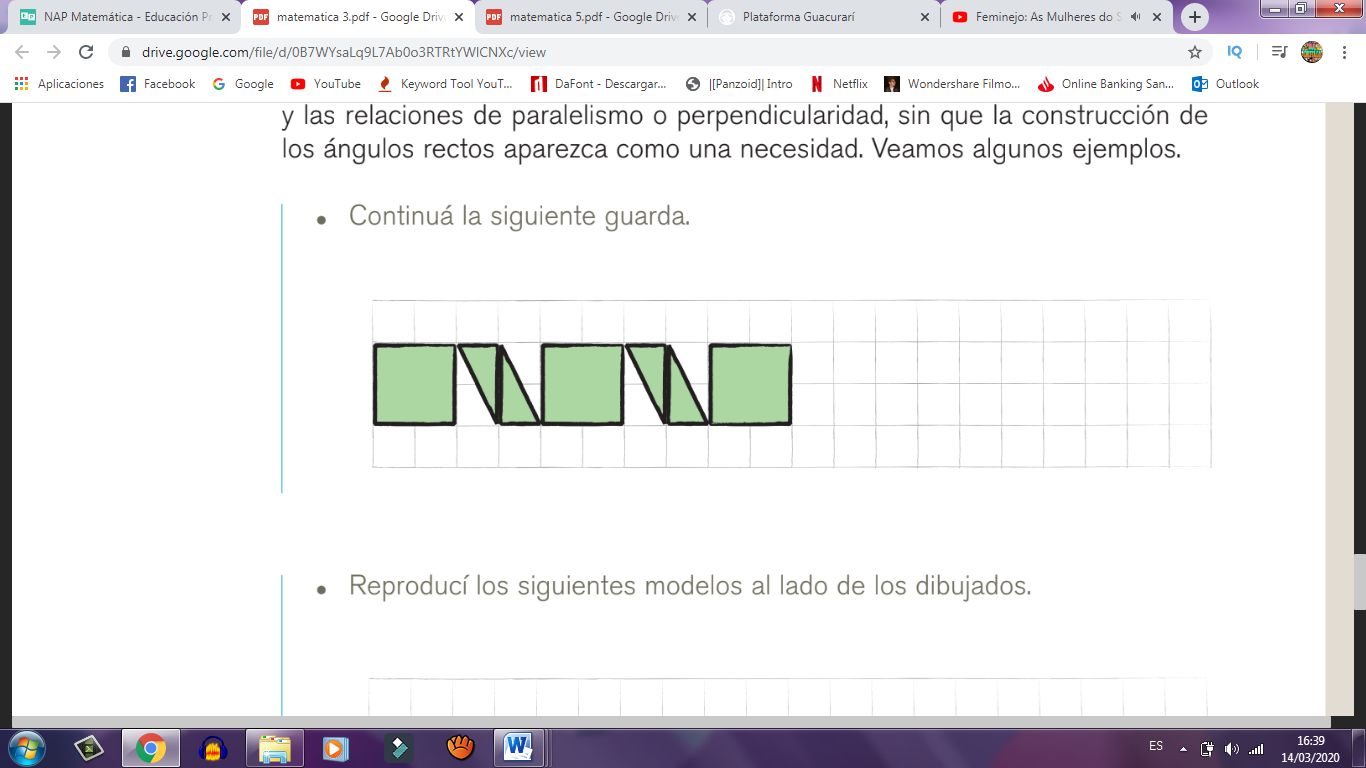 NAP Matemática - Educación Pr
matematica 3.pdf - Google Drive
matematica 5.pdf - Google Drive
Plataforma Guacurarí
Feminejo: As Mulheres do S
drive.google.com/file/d/0B7WYsaLq9L7Ab0o3RTRtYWlCNXc/view
Aplicaciones
Facebook
Google
YouTube
Keyword Tool YouT...
DaFont - Descargar...
|[Panzoid]| Intro
Netflix
Wondershare Filmo...
Online Banking San...
Outlook
y las relaciones de paralelismo o perpendicularidad, sin que la construcción de
los ángulos rectos aparezca como una necesidad. Veamos algunos ejemplos.
• Continuá la siguiente guarda.
• Reproducí los siguientes modelos al lado de los dibujados.
ES
16:39
14/03/2020